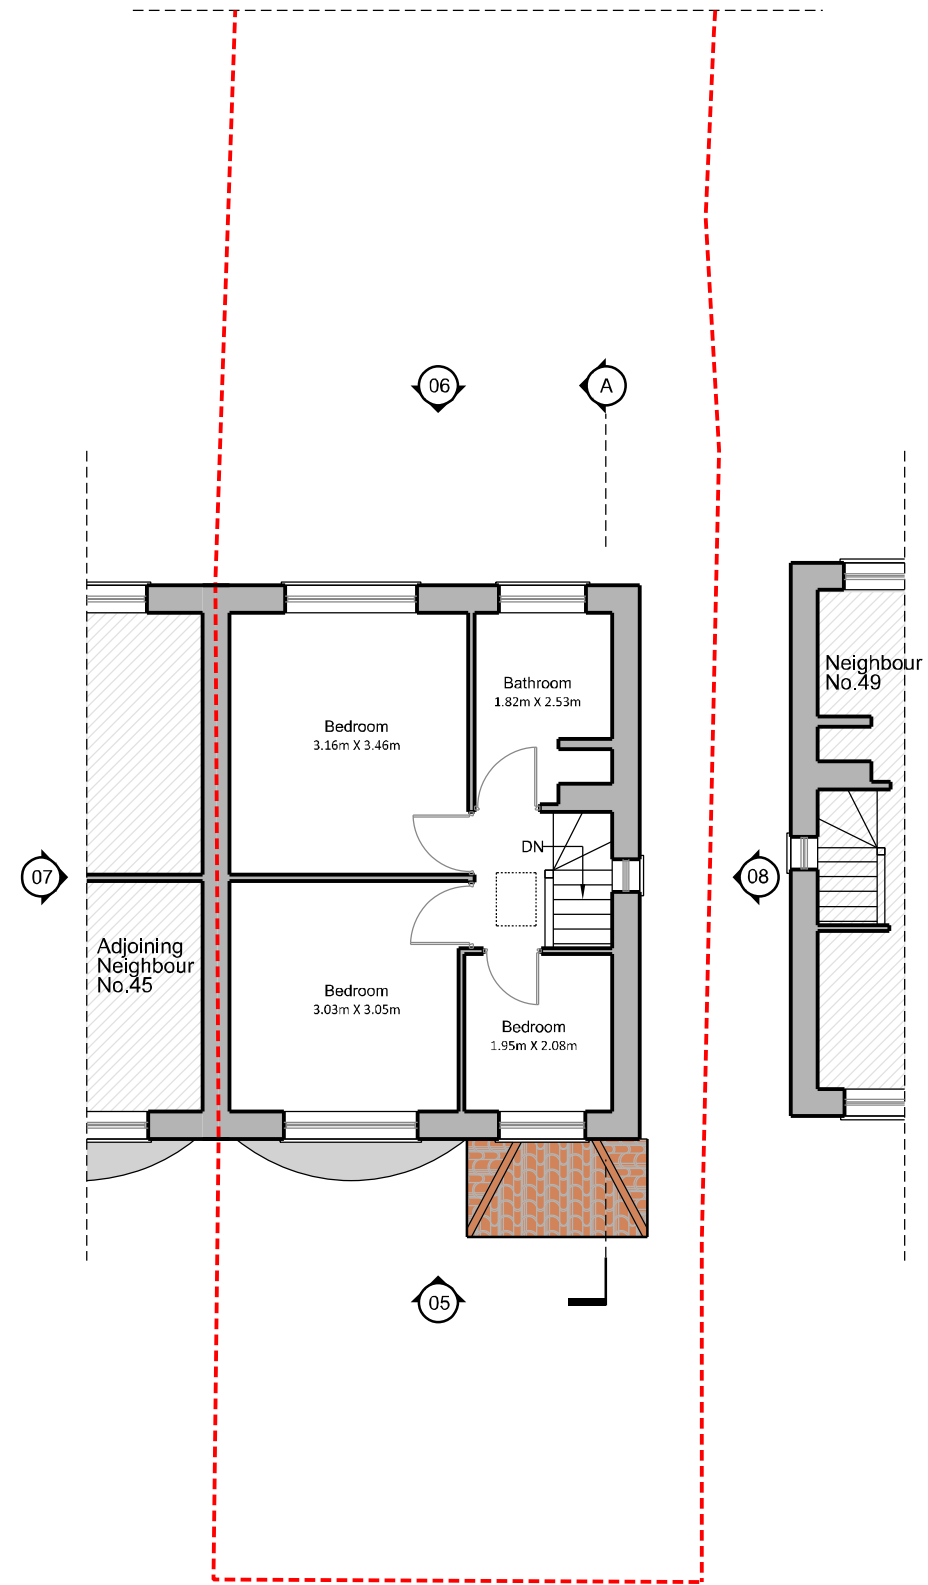 06
A
Neighbour
No.49
Bathroom
1.82m X 2.53m
Bedroom
3.16m X 3.46m
DN
07
08
Adjoining
Neighbour
No.45
Bedroom
3.03m X 3.05m
Bedroom
1.95m X 2.08m
05